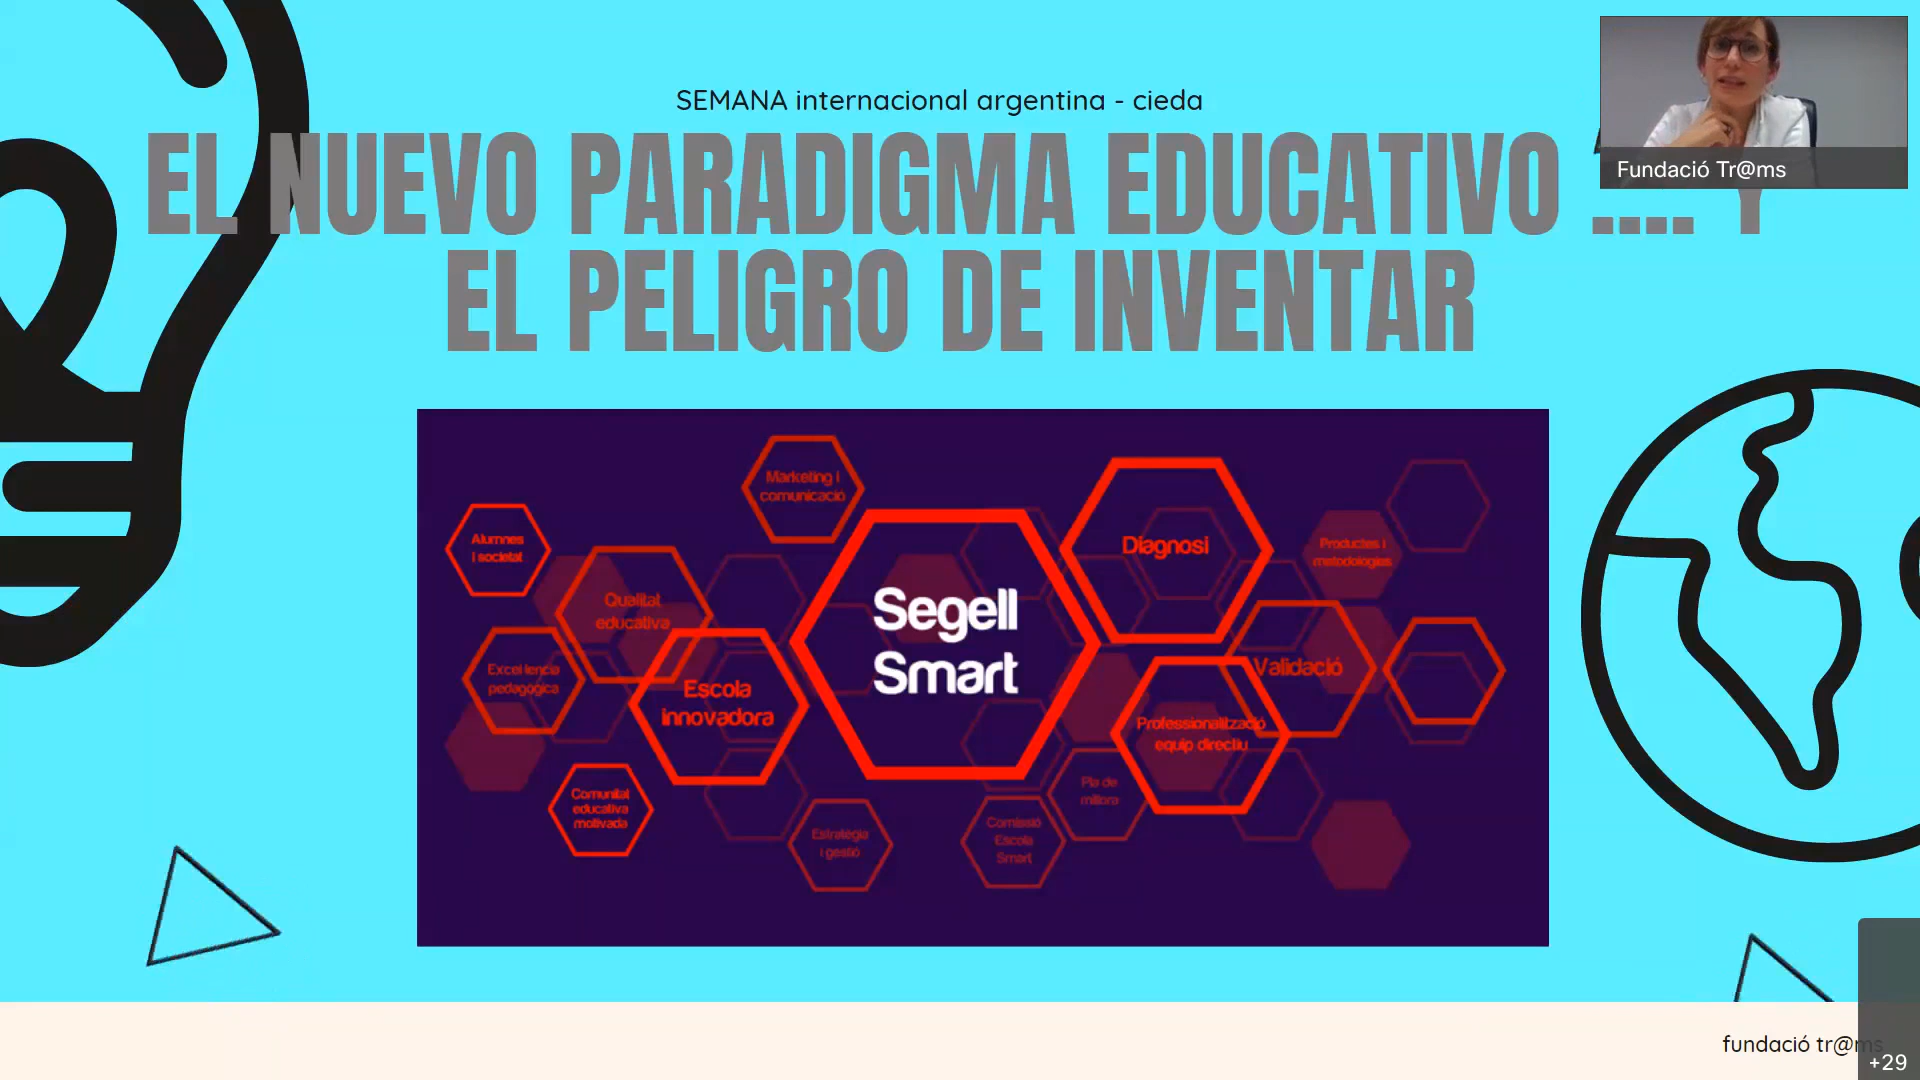 SEMANA internacional argentina - cieda
EL NUEVO PARADIGMA EDUCATIVO .... Y
EL PELIGRO DE INVENTAR
Fundació Tr@ms
Marketing i
comunicació
Alumnes
i societat
Qualitat
educativa
Excel·lencia
pedagògica
Escola
innovadora
Comunitat
educativa
motivada
Estratègia
i gestió
Segell
Smart
Diagnosi
Productes i
metodologies
Validació
Professionalització
equip directiu
Pla de
millora
Comissió
Escola
Smart
fundació tr@ms
+29